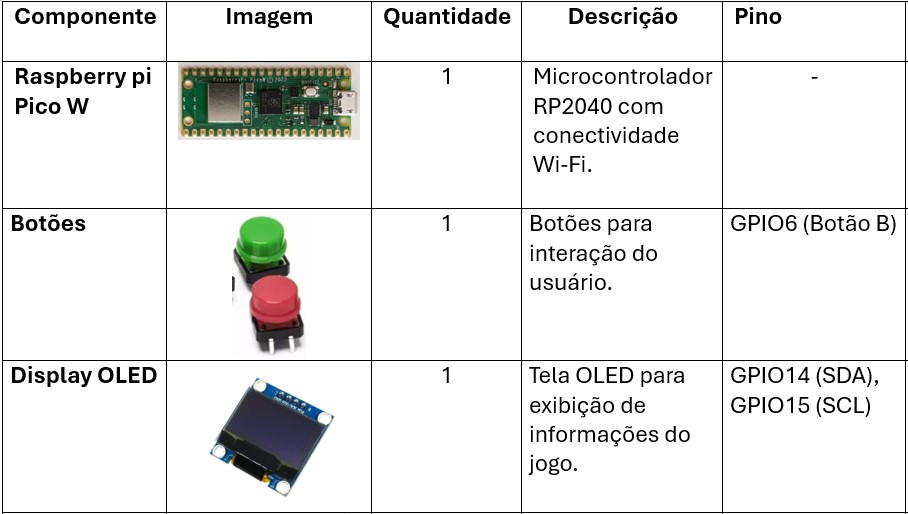 Componente Imagem Quantidade Descrição Pino
Raspberry pi
Pico W
1
Microcontrolador
RP2040 com
conectividade
Wi-Fi.
-
Botões
1
Botões para
interação do
usuário.
GPIO6 (Botão B)
Display OLED
1
Tela OLED para
exibição de
informações do
jogo.
GPIO14 (SDA),
GPIO15 (SCL)